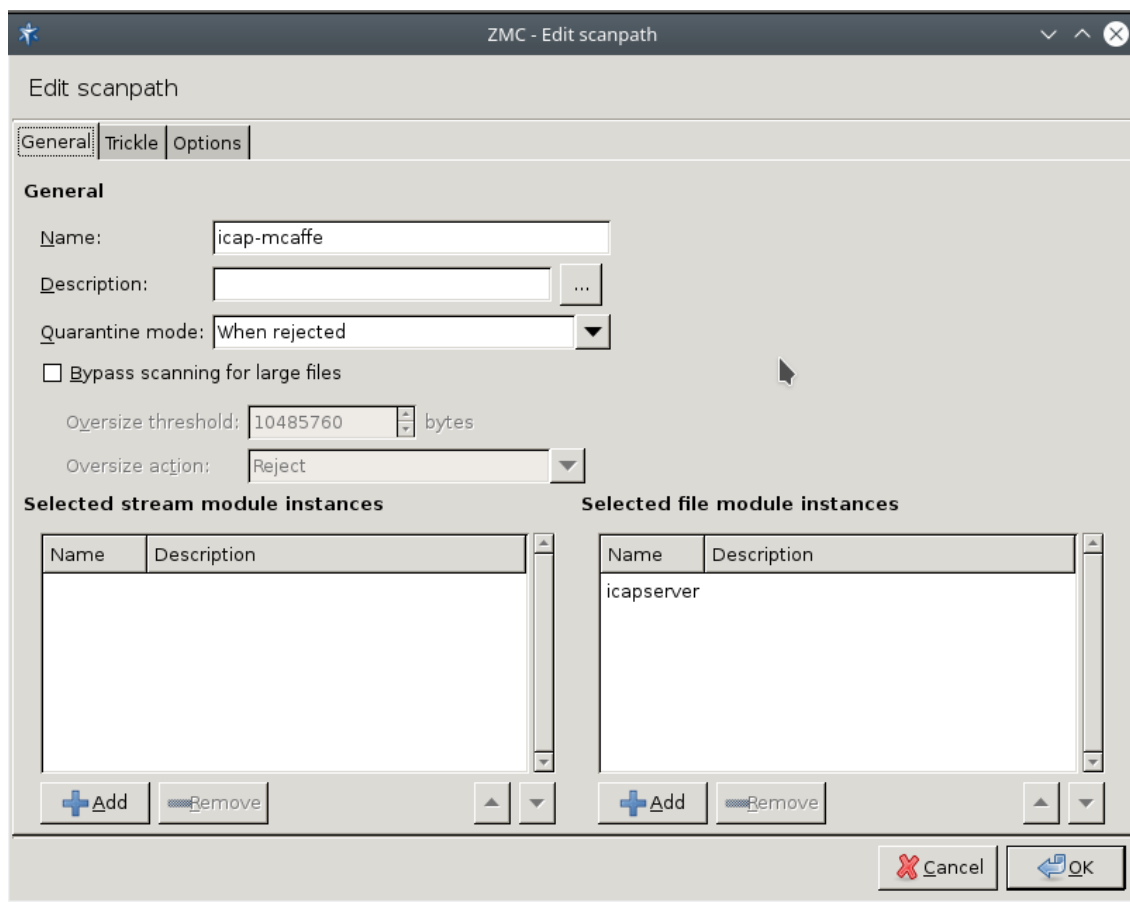 ZMC - Edit scanpath
Edit scanpath
General Trickle Options
General
Name: icap-mcaffe
Description: ...
Quarantine mode: When rejected
Bypass scanning for large files
Oversize threshold: 10485760 bytes
Oversize action: Reject
Selected stream module instances Selected file module instances
Name Description Name Description
icapserver
Add Remove Add Remove
Cancel OK